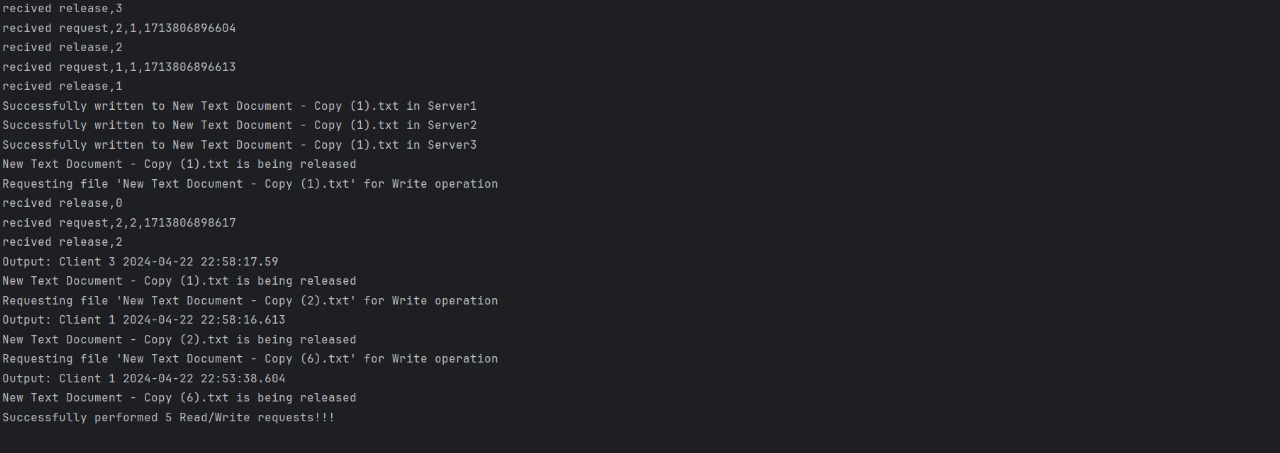 recived release,3
recived request,2,1,1713806896604
recived release,2
recived request,1,1,1713806896613
recived release,1
Successfully written to New Text Document - Copy (1).txt in Server1
Successfully written to New Text Document - Copy (1).txt in Server2
Successfully written to New Text Document - Copy (1).txt in Server3
New Text Document - Copy (1).txt is being released
Requesting file 'New Text Document - Copy (1).txt' for Write operation
recived release,0
recived request,2,2,1713806898617
recived release,2
Output: Client 3 2024-04-22 22:58:17.59
New Text Document - Copy (1).txt is being released
Requesting file 'New Text Document - Copy (2).txt' for Write operation
Output: Client 1 2024-04-22 22:58:16.613
New Text Document - Copy (2).txt is being released
Requesting file 'New Text Document - Copy (6).txt' for Write operation
Output: Client 1 2024-04-22 22:53:38.604
New Text Document - Copy (6).txt is being released
Successfully performed 5 Read/Write requests!!!